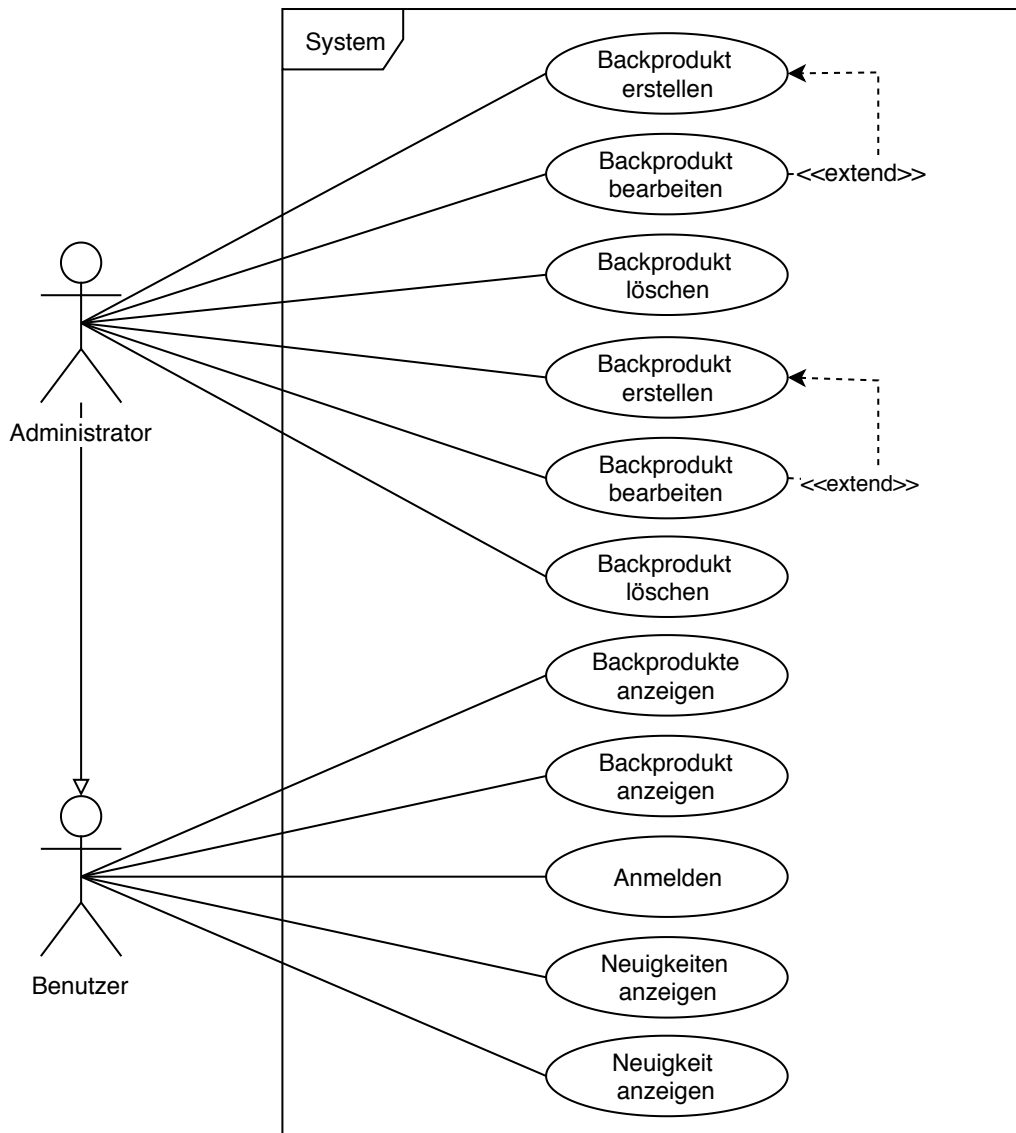 System
Backprodukt
erstellen
Backprodukt
bearbeiten
<<extend>>
Backprodukt
löschen
Backprodukt
erstellen
Administrator
Backprodukt
bearbeiten
<<extend>>
Backprodukt
löschen
Backprodukte
anzeigen
Backprodukt
anzeigen
Anmelden
Benutzer
Neuigkeiten
anzeigen
Neuigkeit
anzeigen